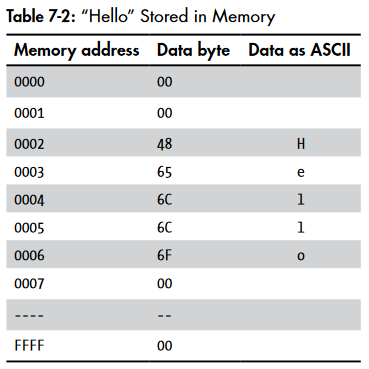 Table 7-2: “Hello” Stored in Memory
Memory address Data byte Data as ASCII
0000 00
0001 00
0002 48 H
0003 65 e
0004 6C l
0005 6C l
0006 6F o
0007 00
---- --
FFFF 00